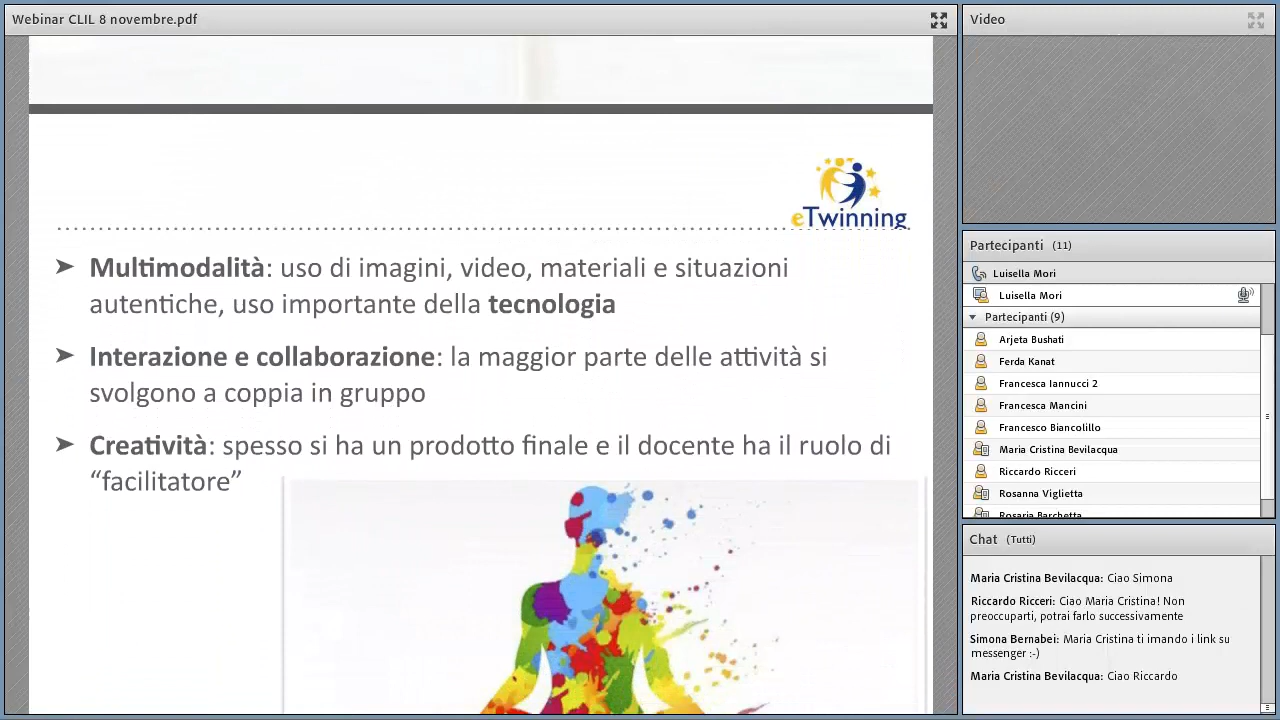 Webinar CLIL 8 novembre.pdf
eTwinning
➤ Multimodalità: uso di imagini, video, materiali e situazioni
autentiche, uso importante della tecnologia
➤ Interazione e collaborazione: la maggior parte delle attività si
svolgono a coppia in gruppo
➤ Creatività: spesso si ha un prodotto finale e il docente ha il ruolo di
“facilitatore”
Video
Partecipanti (11)
Luisella Mori
Luisella Mori
Partecipanti (9)
Arjeta Bushati
Ferda Kanat
Francesca Iannucci 2
Francesca Mancini
Francesco Biancolillo
Maria Cristina Bevilacqua
Riccardo Ricceri
Rosanna Viglietta
Rosaria Barchetta
Chat (Tutti)
Maria Cristina Bevilacqua: Ciao Simona
Riccardo Ricceri: Ciao Maria Cristina! Non
preoccuparti, potrai farlo successivamente
Simona Bernabei: Maria Cristina ti imando i link su
messenger :-)
Maria Cristina Bevilacqua: Ciao Riccardo